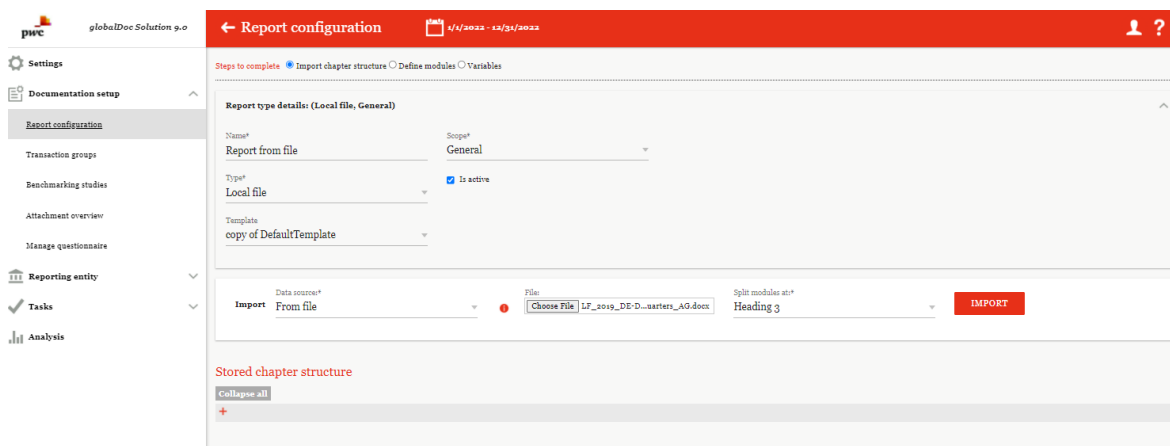 pwc globalDoc Solution 9.0
← Report configuration 1/1/2022 - 12/31/2022 ?
Settings
Documentation setup
Report configuration
Transaction groups
Benchmarking studies
Attachment overview
Manage questionnaire
Reporting entity
Tasks
Analysis
Steps to complete Import chapter structure Define modules Variables
Report type details: (Local file, General)
Name* Scope*
Report from file General
Type* Is active
Local file
Template
copy of DefaultTemplate
Data source:* File: Split modules at:*
Import From file Choose File LF_2019_DE-D...uarters_AG.docx Heading 3 IMPORT
Stored chapter structure
Collapse all
+